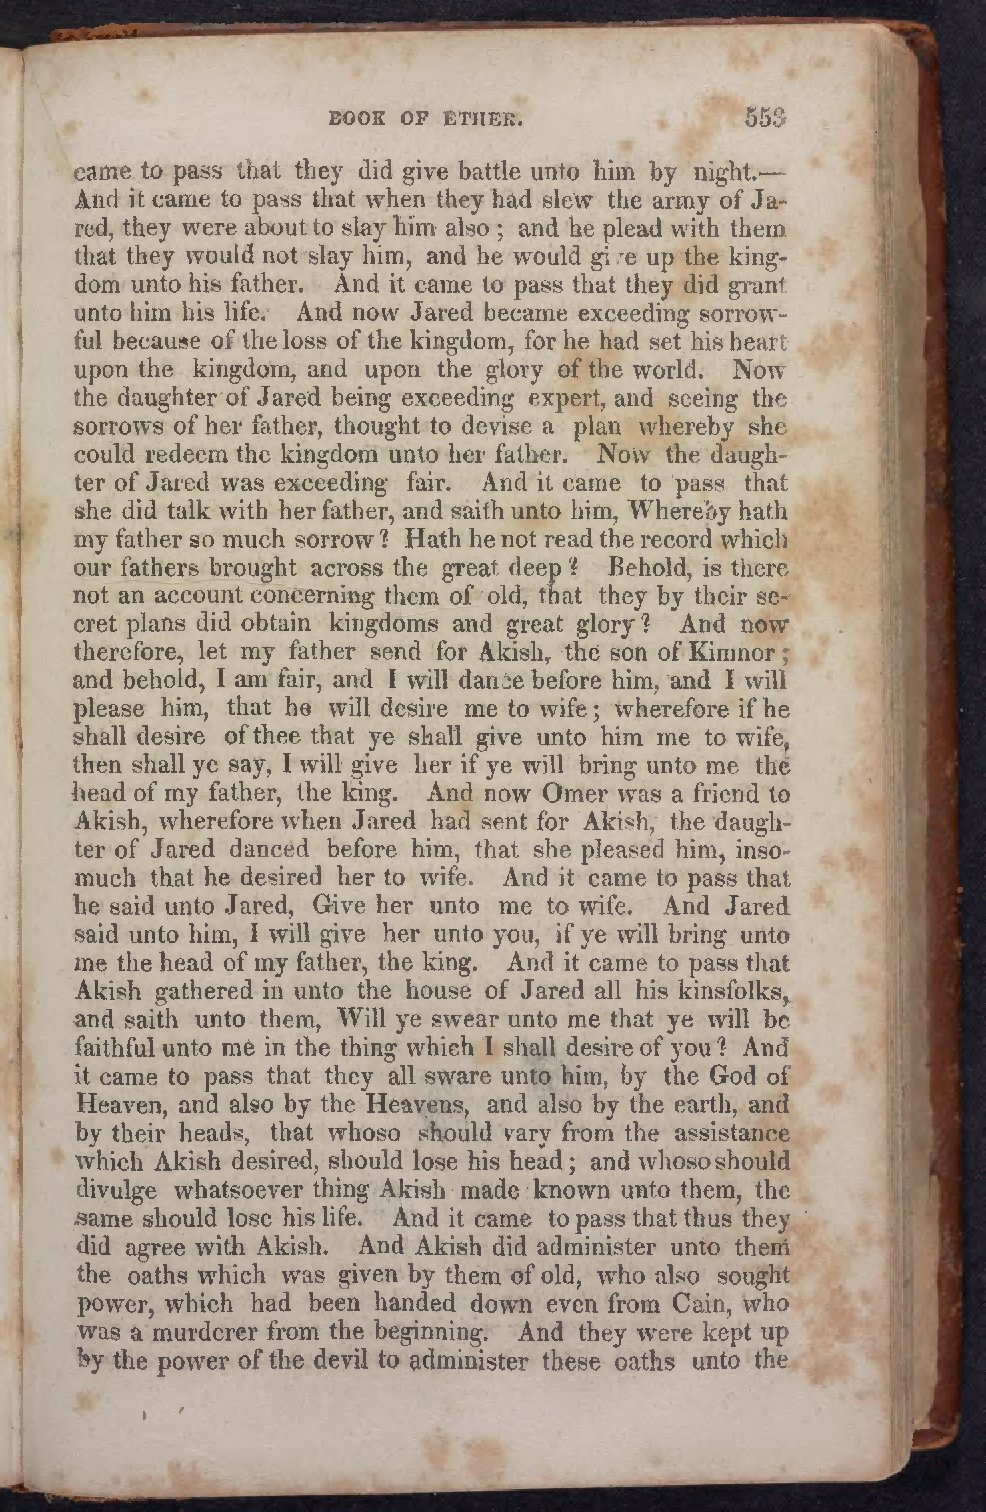 BOOK OF ETHER. 553
came to pass that they did give battle unto him by night.—
And it came to pass that when they had slew the army of Ja-
red, they were about to slay him also; and he plead with them
that they would not slay him, and he would give up the king-
dom unto his father. And it came to pass that they did grant
unto him his life. And now Jared became exceeding sorrow-
ful because of the loss of the kingdom, for he had set his heart
upon the kingdom, and upon the glory of the world. Now
the daughter of Jared being exceeding expert, and seeing the
sorrows of her father, thought to devise a plan whereby she
could redeem the kingdom unto her father. Now the daugh-
ter of Jared was exceeding fair. And it came to pass that
she did talk with her father, and saith unto him, Whereby hath
my father so much sorrow? Hath he not read the record which
our fathers brought across the great deep? Behold, is there
not an account concerning them of old, that they by their se-
cret plans did obtain kingdoms and great glory? And now
therefore, let my father send for Akish, the son of Kimnor;
and behold, I am fair, and I will dance before him, and I will
please him, that he will desire me to wife; wherefore if he
shall desire of thee that ye shall give unto him me to wife,
then shall ye say, I will give her if ye will bring unto me the
head of my father, the king. And now Omer was a friend to
Akish, wherefore when Jared had sent for Akish, the daugh-
ter of Jared danced before him, that she pleased him, inso-
much that he desired her to wife. And it came to pass that
he said unto Jared, Give her unto me to wife. And Jared
said unto him, I will give her unto you, if ye will bring unto
me the head of my father, the king. And it came to pass that
Akish gathered in unto the house of Jared all his kinsfolks,
and saith unto them, Will ye swear unto me that ye will be
faithful unto me in the thing which I shall desire of you? And
it came to pass that they all sware unto him, by the God of
Heaven, and also by the Heavens, and also by the earth, and
by their heads, that whoso should vary from the assistance
which Akish desired, should lose his head; and whoso should
divulge whatsoever thing Akish made known unto them, the
same should lose his life. And it came to pass that thus they
did agree with Akish. And Akish did administer unto them
the oaths which was given by them of old, who also sought
power, which had been handed down even from Cain, who
was a murderer from the beginning. And they were kept up
by the power of the devil to administer these oaths unto the